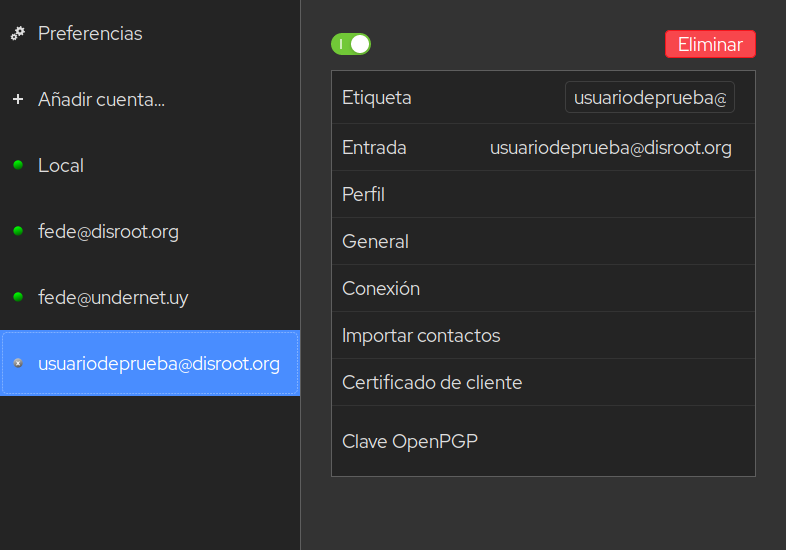 Preferencias
Añadir cuenta...
Local
fede@disroot.org
fede@undernet.uy
usuariodeprueba@disroot.org
Eliminar
Etiqueta
usuariodeprueba@
Entrada
usuariodeprueba@disroot.org
Perfil
General
Conexión
Importar contactos
Certificado de cliente
Clave OpenPGP